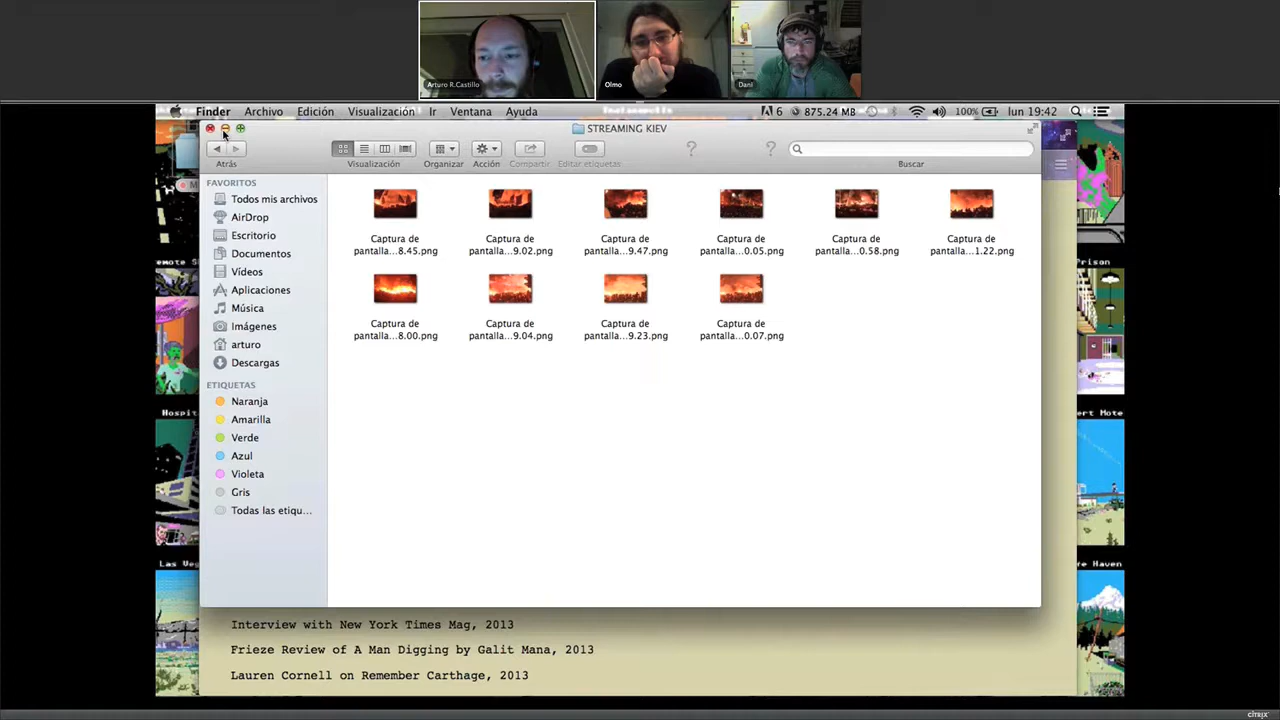 Arturo R.Castillo
Olmo
Dani
Finder Archivo Edición Visualización Ir Ventana Ayuda
6 875.24 MB 100% lun 19:42
STREAMING KIEV
Atrás Visualización Organizar Acción Compartir Editar etiquetas Buscar
FAVORITOS
Todos mis archivos
AirDrop
Escritorio
Documentos
Vídeos
Aplicaciones
Música
Imágenes
arturo
Descargas
ETIQUETAS
Naranja
Amarilla
Verde
Azul
Violeta
Gris
Todas las etiqu...
Captura de
pantalla...8.45.png
Captura de
pantalla...9.02.png
Captura de
pantalla...9.47.png
Captura de
pantalla...0.05.png
Captura de
pantalla...0.58.png
Captura de
pantalla...1.22.png
Captura de
pantalla...8.00.png
Captura de
pantalla...9.04.png
Captura de
pantalla...9.23.png
Captura de
pantalla...0.07.png
Prison
Las Ve
Interview with New York Times Mag, 2013
Frieze Review of A Man Digging by Galit Mana, 2013
Lauren Cornell on Remember Carthage, 2013
CITRIX